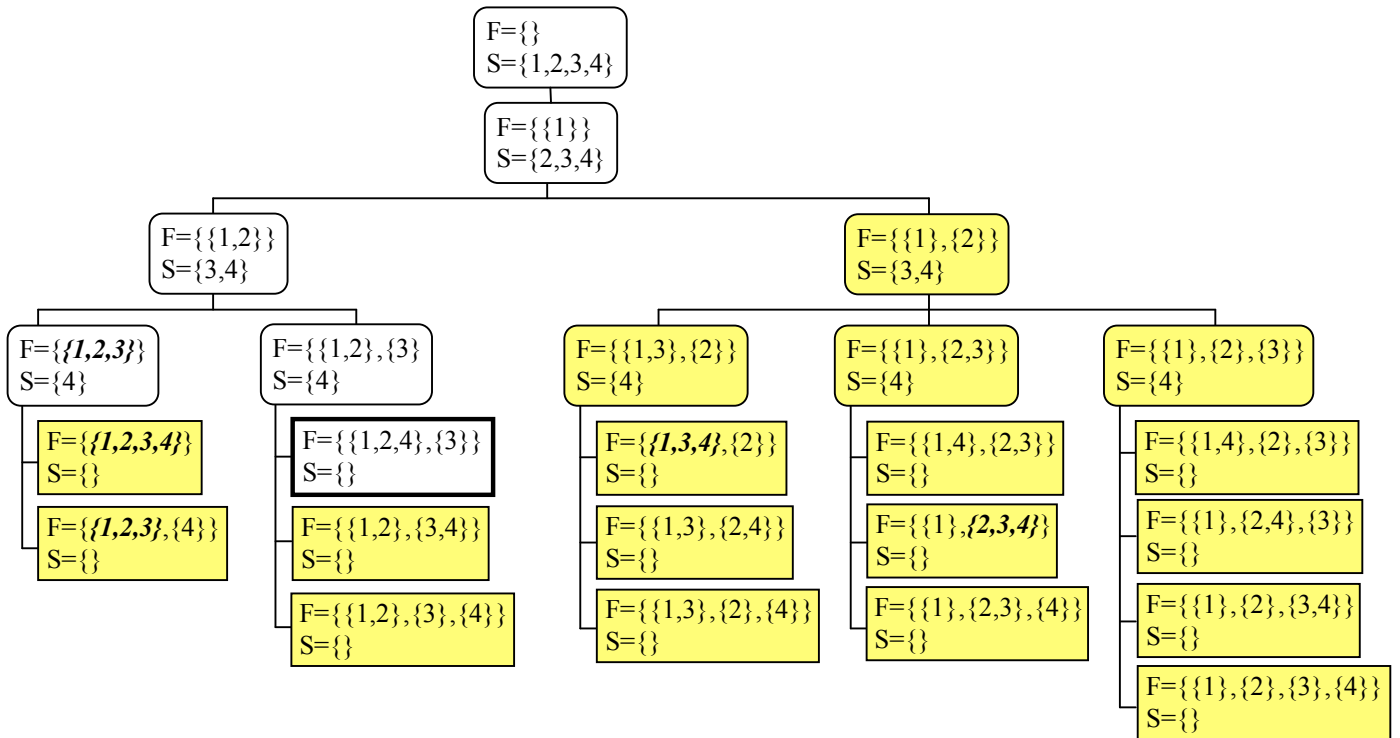 F={}
S={1,2,3,4}
F={{1}}
S={2,3,4}
F={{1,2}}
S={3,4}
F={{1},{2}}
S={3,4}
F={{1,2,3}}
S={4}
F={{1,2},{3}
S={4}
F={{1,3},{2}}
S={4}
F={{1},{2,3}}
S={4}
F={{1},{2},{3}}
S={4}
F={{1,2,3,4}}
S={}
F={{1,2,3},{4}}
S={}
F={{1,2,4},{3}}
S={}
F={{1,2},{3,4}}
S={}
F={{1,2},{3},{4}}
S={}
F={{1,3,4},{2}}
S={}
F={{1,3},{2,4}}
S={}
F={{1,3},{2},{4}}
S={}
F={{1,4},{2,3}}
S={}
F={{1},{2,3,4}}
S={}
F={{1},{2,3},{4}}
S={}
F={{1,4},{2},{3}}
S={}
F={{1},{2,4},{3}}
S={}
F={{1},{2},{3,4}}
S={}
F={{1},{2},{3},{4}}
S={}